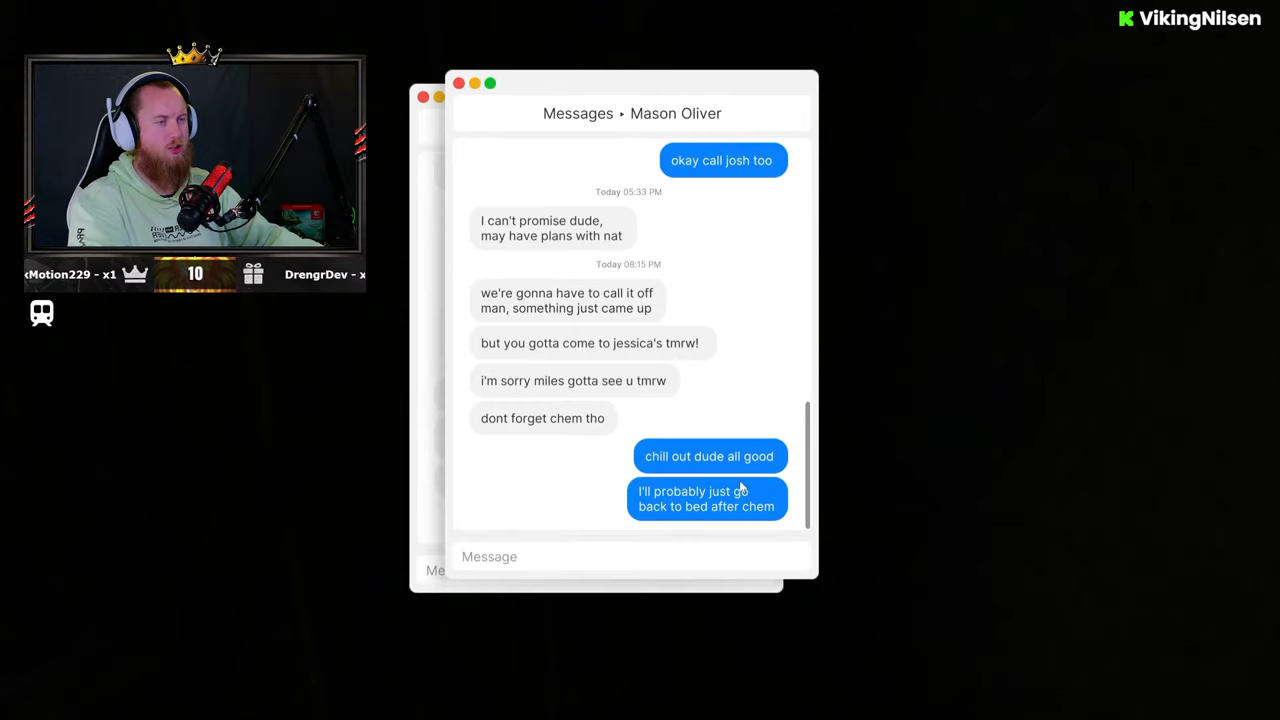 VikingNilsen
Messages ▸ Mason Oliver
okay call josh too
Today 05:33 PM
I can't promise dude,
may have plans with nat
Today 08:15 PM
we're gonna have to call it off
man, something just came up
but you gotta come to jessica's tmrw!
i'm sorry miles gotta see u tmrw
dont forget chem tho
chill out dude all good
I'll probably just go
back to bed after chem
Message
Me
xMotion229 - x1
10
DrengrDev - x